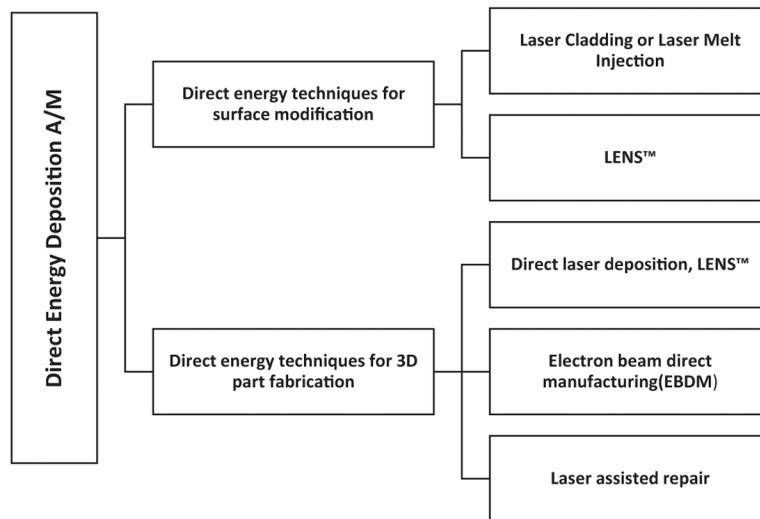 Direct Energy Deposition A/M
Direct energy techniques for
surface modification
Laser Cladding or Laser Melt
Injection
LENS™
Direct energy techniques for 3D
part fabrication
Direct laser deposition, LENS™
Electron beam direct
manufacturing(EBDM)
Laser assisted repair